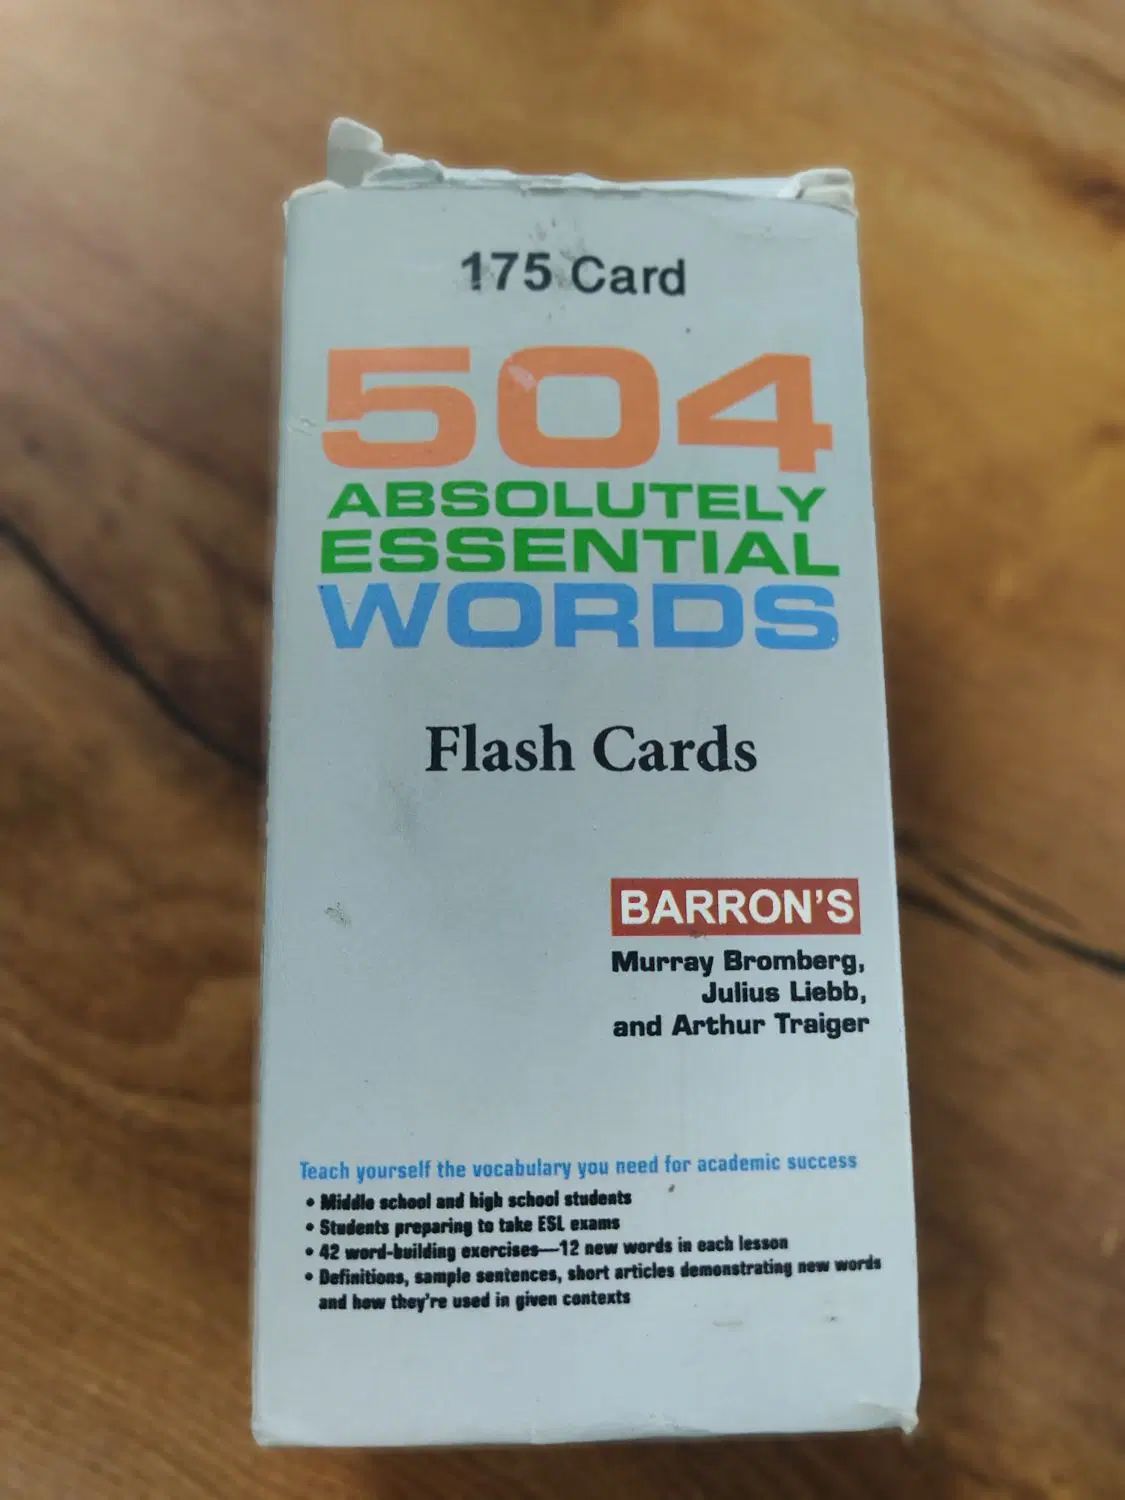 175 Card
504
ABSOLUTELY
ESSENTIAL
WORDS
Flash Cards
BARRON'S
Murray Bromberg,
Julius Liebb,
and Arthur Traiger
Teach yourself the vocabulary you need for academic success
• Middle school and high school students
• Students preparing to take ESL exams
• 42 word-building exercises—12 new words in each lesson
• Definitions, sample sentences, short articles demonstrating new words
and how they're used in given contexts